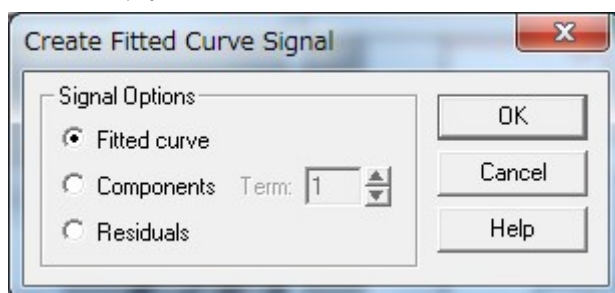 Create Fitted Curve Signal
Signal Options
Fitted curve
Components Term: 1
Residuals
OK
Cancel
Help